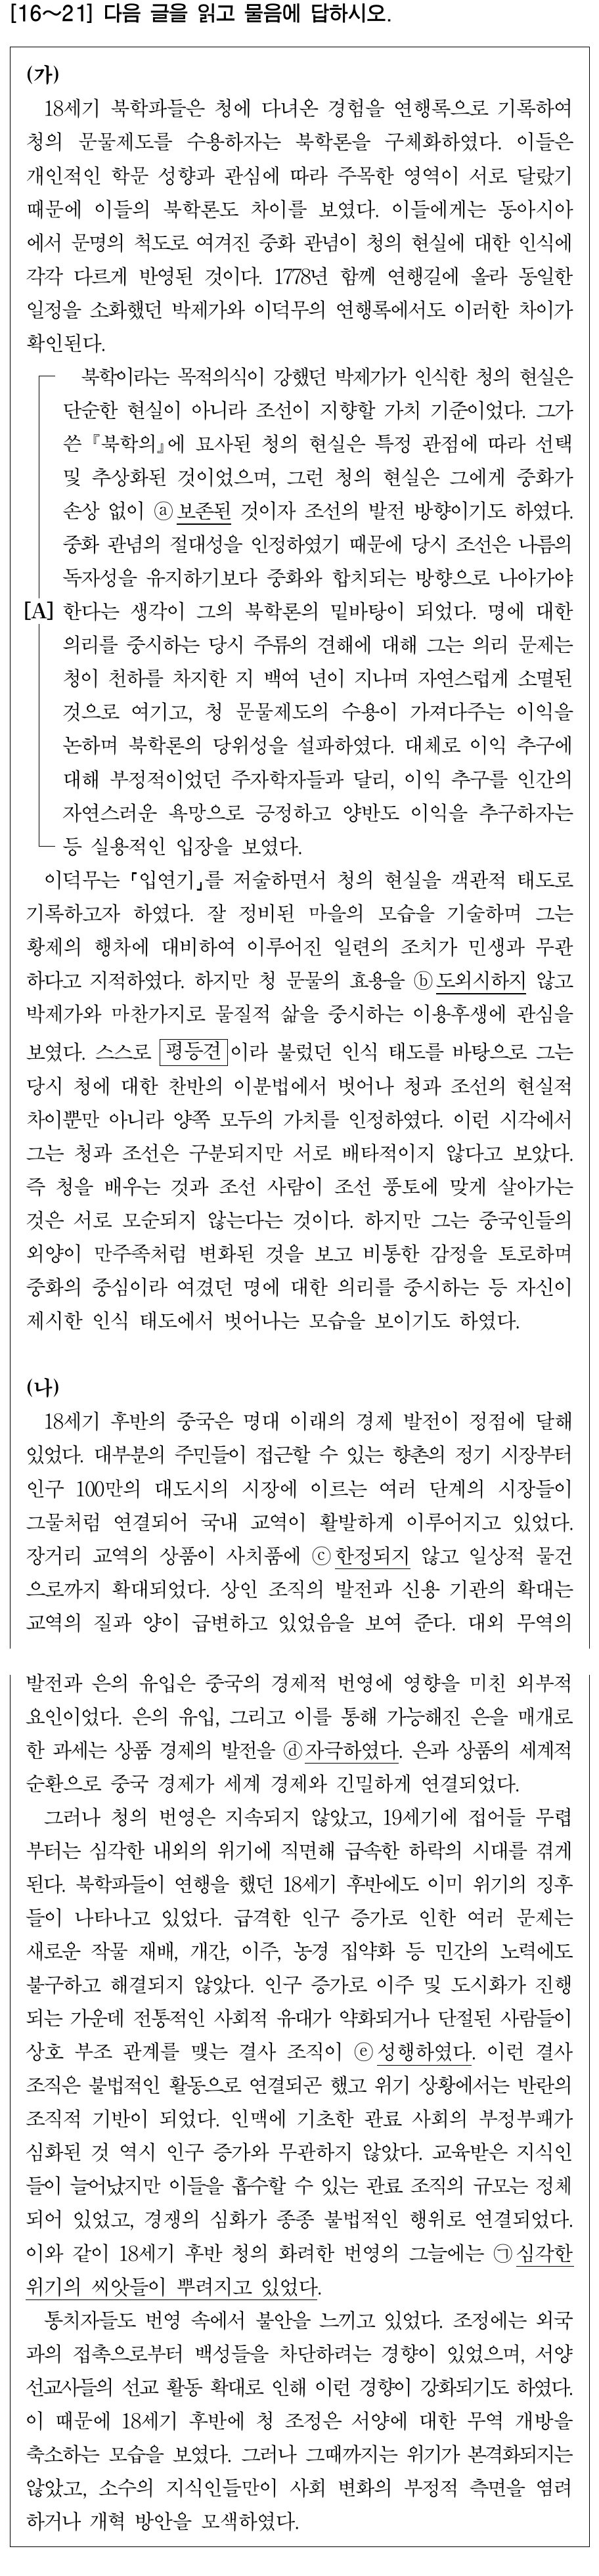 [16~21] 다음 글을 읽고 물음에 답하시오.
(가)
18세기 북학파들은 청에 다녀온 경험을 연행록으로 기록하여
청의 문물제도를 수용하자는 북학론을 구체화하였다. 이들은
개인적인 학문 성향과 관심에 따라 주목한 영역이 서로 달랐기
때문에 이들의 북학론도 차이를 보였다. 이들에게는 동아시아
에서 문명의 척도로 여겨진 중화 관념이 청의 현실에 대한 인식에
각각 다르게 반영된 것이다. 1778년 함께 연행길에 올라 동일한
일정을 소화했던 박제가와 이덕무의 연행록에서도 이러한 차이가
확인된다.
북학이라는 목적의식이 강했던 박제가가 인식한 청의 현실은
단순한 현실이 아니라 조선이 지향할 가치 기준이었다. 그가
쓴 『북학의』에 묘사된 청의 현실은 특정 관점에 따라 선택
및 추상화된 것이었으며, 그런 청의 현실은 그에게 중화가
손상 없이 ⓐ보존된 것이자 조선의 발전 방향이기도 하였다.
중화 관념의 절대성을 인정하였기 때문에 당시 조선은 나름의
독자성을 유지하기보다 중화와 합치되는 방향으로 나아가야
[A] 한다는 생각이 그의 북학론의 밑바탕이 되었다. 명에 대한
의리를 중시하는 당시 주류의 견해에 대해 그는 의리 문제는
청이 천하를 차지한 지 백여 년이 지나며 자연스럽게 소멸된
것으로 여기고, 청 문물제도의 수용이 가져다주는 이익을
논하며 북학론의 당위성을 설파하였다. 대체로 이익 추구에
대해 부정적이었던 주자학자들과 달리, 이익 추구를 인간의
자연스러운 욕망으로 긍정하고 양반도 이익을 추구하자는
등 실용적인 입장을 보였다.
이덕무는 「입연기」를 저술하면서 청의 현실을 객관적 태도로
기록하고자 하였다. 잘 정비된 마을의 모습을 기술하며 그는
황제의 행차에 대비하여 이루어진 일련의 조치가 민생과 무관
하다고 지적하였다. 하지만 청 문물의 효용을 ⓑ도외시하지 않고
박제가와 마찬가지로 물질적 삶을 중시하는 이용후생에 관심을
보였다. 스스로 평등견이라 불렀던 인식 태도를 바탕으로 그는
당시 청에 대한 찬반의 이분법에서 벗어나 청과 조선의 현실적
차이뿐만 아니라 양쪽 모두의 가치를 인정하였다. 이런 시각에서
그는 청과 조선은 구분되지만 서로 배타적이지 않다고 보았다.
즉 청을 배우는 것과 조선 사람이 조선 풍토에 맞게 살아가는
것은 서로 모순되지 않는다는 것이다. 하지만 그는 중국인들의
외양이 만주족처럼 변화된 것을 보고 비통한 감정을 토로하며
중화의 중심이라 여겼던 명에 대한 의리를 중시하는 등 자신이
제시한 인식 태도에서 벗어나는 모습을 보이기도 하였다.
(나)
18세기 후반의 중국은 명대 이래의 경제 발전이 정점에 달해
있었다. 대부분의 주민들이 접근할 수 있는 향촌의 정기 시장부터
인구 100만의 대도시의 시장에 이르는 여러 단계의 시장들이
그물처럼 연결되어 국내 교역이 활발하게 이루어지고 있었다.
장거리 교역의 상품이 사치품에 ⓒ한정되지 않고 일상적 물건
으로까지 확대되었다. 상인 조직의 발전과 신용 기관의 확대는
교역의 질과 양이 급변하고 있었음을 보여 준다. 대외 무역의
발전과 은의 유입은 중국의 경제적 번영에 영향을 미친 외부적
요인이었다. 은의 유입, 그리고 이를 통해 가능해진 은을 매개로
한 과세는 상품 경제의 발전을 ⓓ자극하였다. 은과 상품의 세계적
순환으로 중국 경제가 세계 경제와 긴밀하게 연결되었다.
그러나 청의 번영은 지속되지 않았고, 19세기에 접어들 무렵
부터는 심각한 내외의 위기에 직면해 급속한 하락의 시대를 겪게
된다. 북학파들이 연행을 했던 18세기 후반에도 이미 위기의 징후
들이 나타나고 있었다. 급격한 인구 증가로 인한 여러 문제는
새로운 작물 재배, 개간, 이주, 농경 집약화 등 민간의 노력에도
불구하고 해결되지 않았다. 인구 증가로 이주 및 도시화가 진행
되는 가운데 전통적인 사회적 유대가 약화되거나 단절된 사람들이
상호 부조 관계를 맺는 결사 조직이 ⓔ성행하였다. 이런 결사
조직은 불법적인 활동으로 연결되곤 했고 위기 상황에서는 반란의
조직적 기반이 되었다. 인맥에 기초한 관료 사회의 부정부패가
심화된 것 역시 인구 증가와 무관하지 않았다. 교육받은 지식인
들이 늘어났지만 이들을 흡수할 수 있는 관료 조직의 규모는 정체
되어 있었고, 경쟁의 심화가 종종 불법적인 행위로 연결되었다.
이와 같이 18세기 후반 청의 화려한 번영의 그늘에는 ㉠심각한
위기의 씨앗들이 뿌려지고 있었다.
통치자들도 번영 속에서 불안을 느끼고 있었다. 조정에는 외국
과의 접촉으로부터 백성들을 차단하려는 경향이 있었으며, 서양
선교사들의 선교 활동 확대로 인해 이런 경향이 강화되기도 하였다.
이 때문에 18세기 후반에 청 조정은 서양에 대한 무역 개방을
축소하는 모습을 보였다. 그러나 그때까지는 위기가 본격화되지는
않았고, 소수의 지식인들만이 사회 변화의 부정적 측면을 염려
하거나 개혁 방안을 모색하였다.